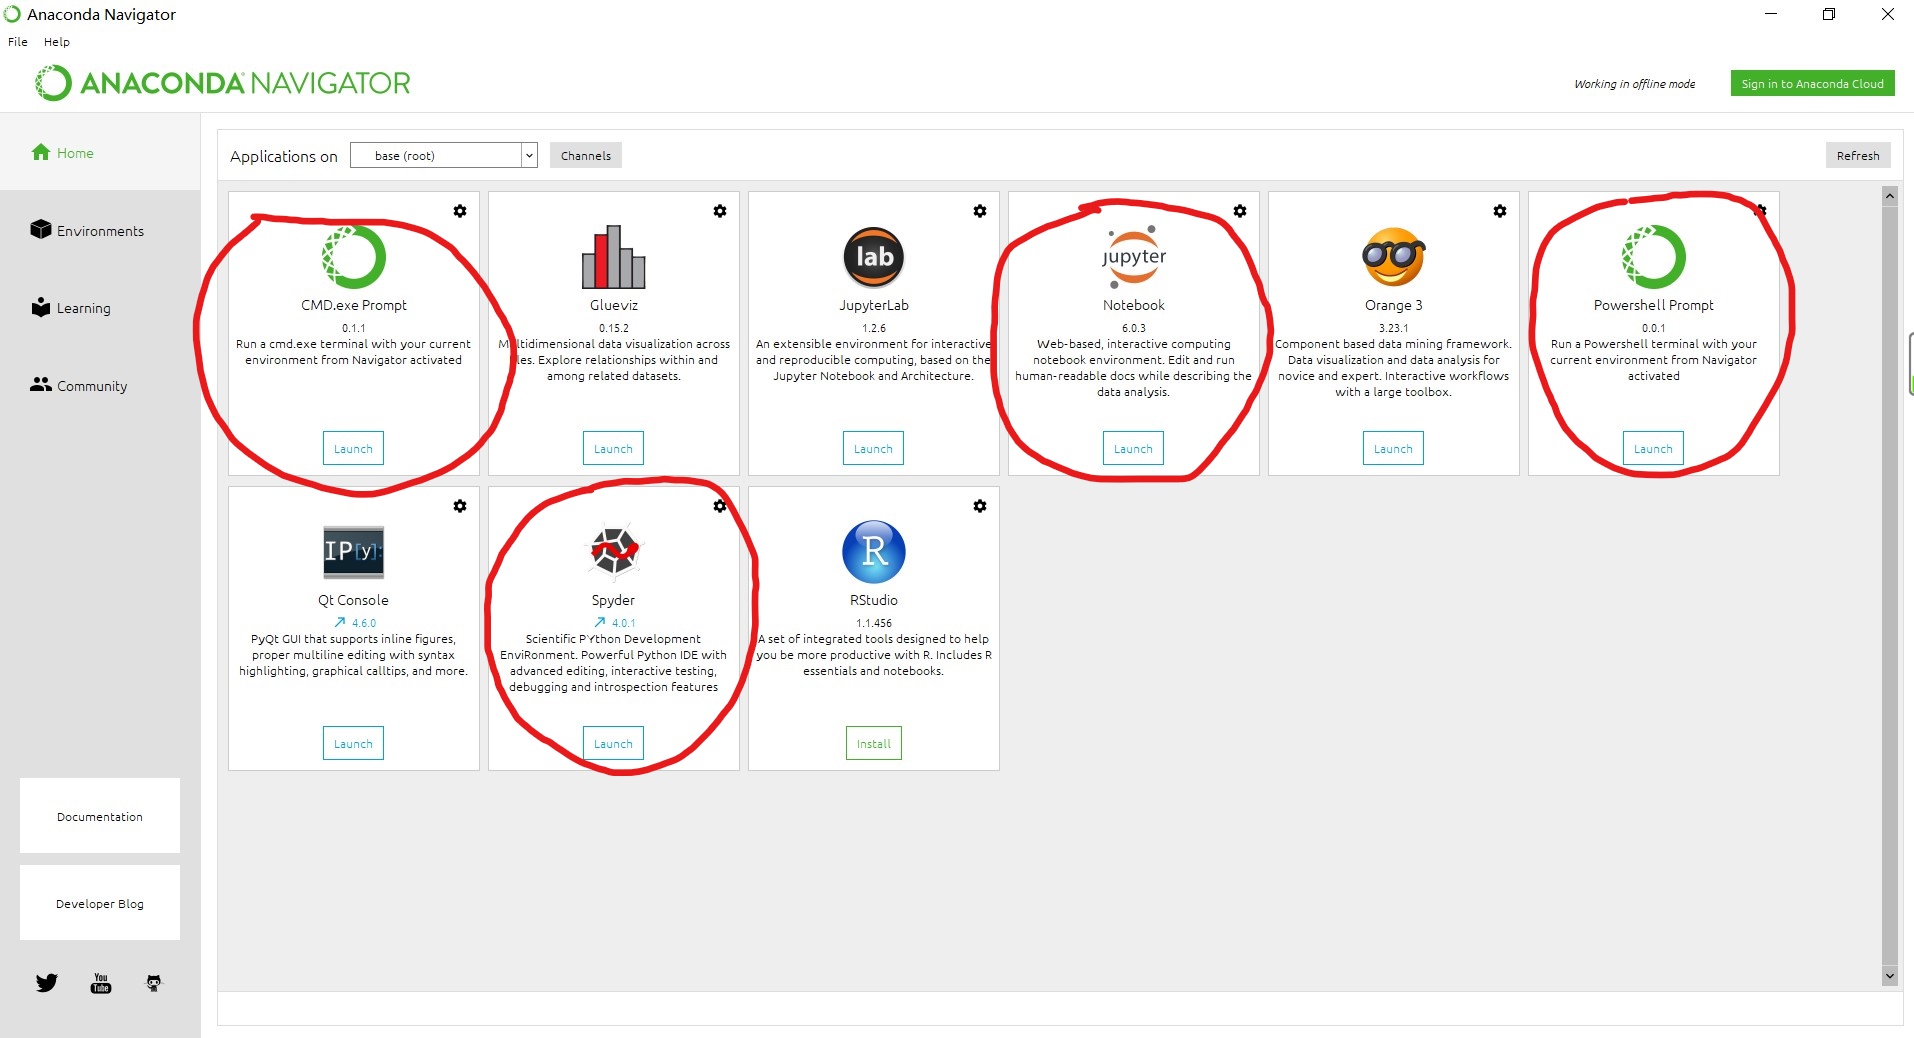 Anaconda Navigator
File Help
ANACONDA NAVIGATOR
Working in offline mode
Sign in to Anaconda Cloud
Home
Environments
Learning
Community
Documentation
Developer Blog
You
Tube
Applications on
base (root)
Channels
Refresh
CMD.exe Prompt
0.1.1
Run a cmd.exe terminal with your current
environment from Navigator activated
Launch
Glueviz
0.15.2
Multidimensional data visualization across
files. Explore relationships within and
among related datasets.
Launch
lab
JupyterLab
1.2.6
An extensible environment for interactive
and reproducible computing, based on the
Jupyter Notebook and Architecture.
Launch
jupyter
Notebook
6.0.3
Web-based, interactive computing
notebook environment. Edit and run
human-readable docs while describing the
data analysis.
Launch
Orange 3
3.23.1
Component based data mining framework.
Data visualization and data analysis for
novice and expert. Interactive workflows
with a large toolbox.
Launch
Powershell Prompt
0.0.1
Run a Powershell terminal with your
current environment from Navigator
activated
Launch
IP[y]:
Qt Console
4.6.0
PyQt GUI that supports inline figures,
proper multiline editing with syntax
highlighting, graphical calltips, and more.
Launch
Spyder
4.0.1
Scientific PYthon Development
EnviRonment. Powerful Python IDE with
advanced editing, interactive testing,
debugging and introspection features
Launch
R
RStudio
1.1.456
A set of integrated tools designed to help
you be more productive with R. Includes R
essentials and notebooks.
Install